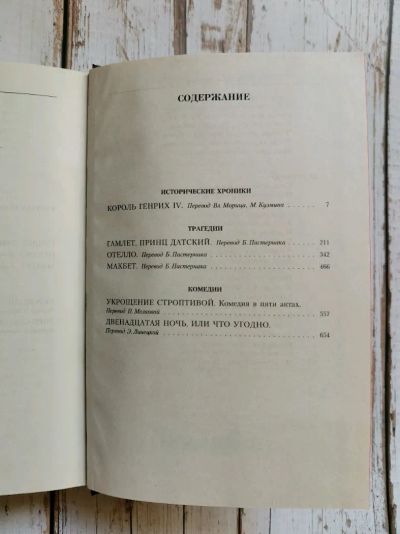 СОДЕРЖАНИЕ
ИСТОРИЧЕСКИЕ ХРОНИКИ
КОРОЛЬ ГЕНРИХ IV. Перевод Вл. Морица, М. Кузмина . . . 7
ТРАГЕДИИ
ГАМЛЕТ, ПРИНЦ ДАТСКИЙ. Перевод Б. Пастернака . . . . 211
ОТЕЛЛО. Перевод Б. Пастернака . . . . . . . . . . . . . 342
МАКБЕТ. Перевод Б. Пастернака . . . . . . . . . . . . . 466
КОМЕДИИ
УКРОЩЕНИЕ СТРОПТИВОЙ. Комедия в пяти актах.
Перевод П. Мелковой . . . . . . . . . . . . . . . . . . 557
ДВЕНАДЦАТАЯ НОЧЬ, ИЛИ ЧТО УГОДНО.
Перевод Э. Линецкой . . . . . . . . . . . . . . . . . . 654